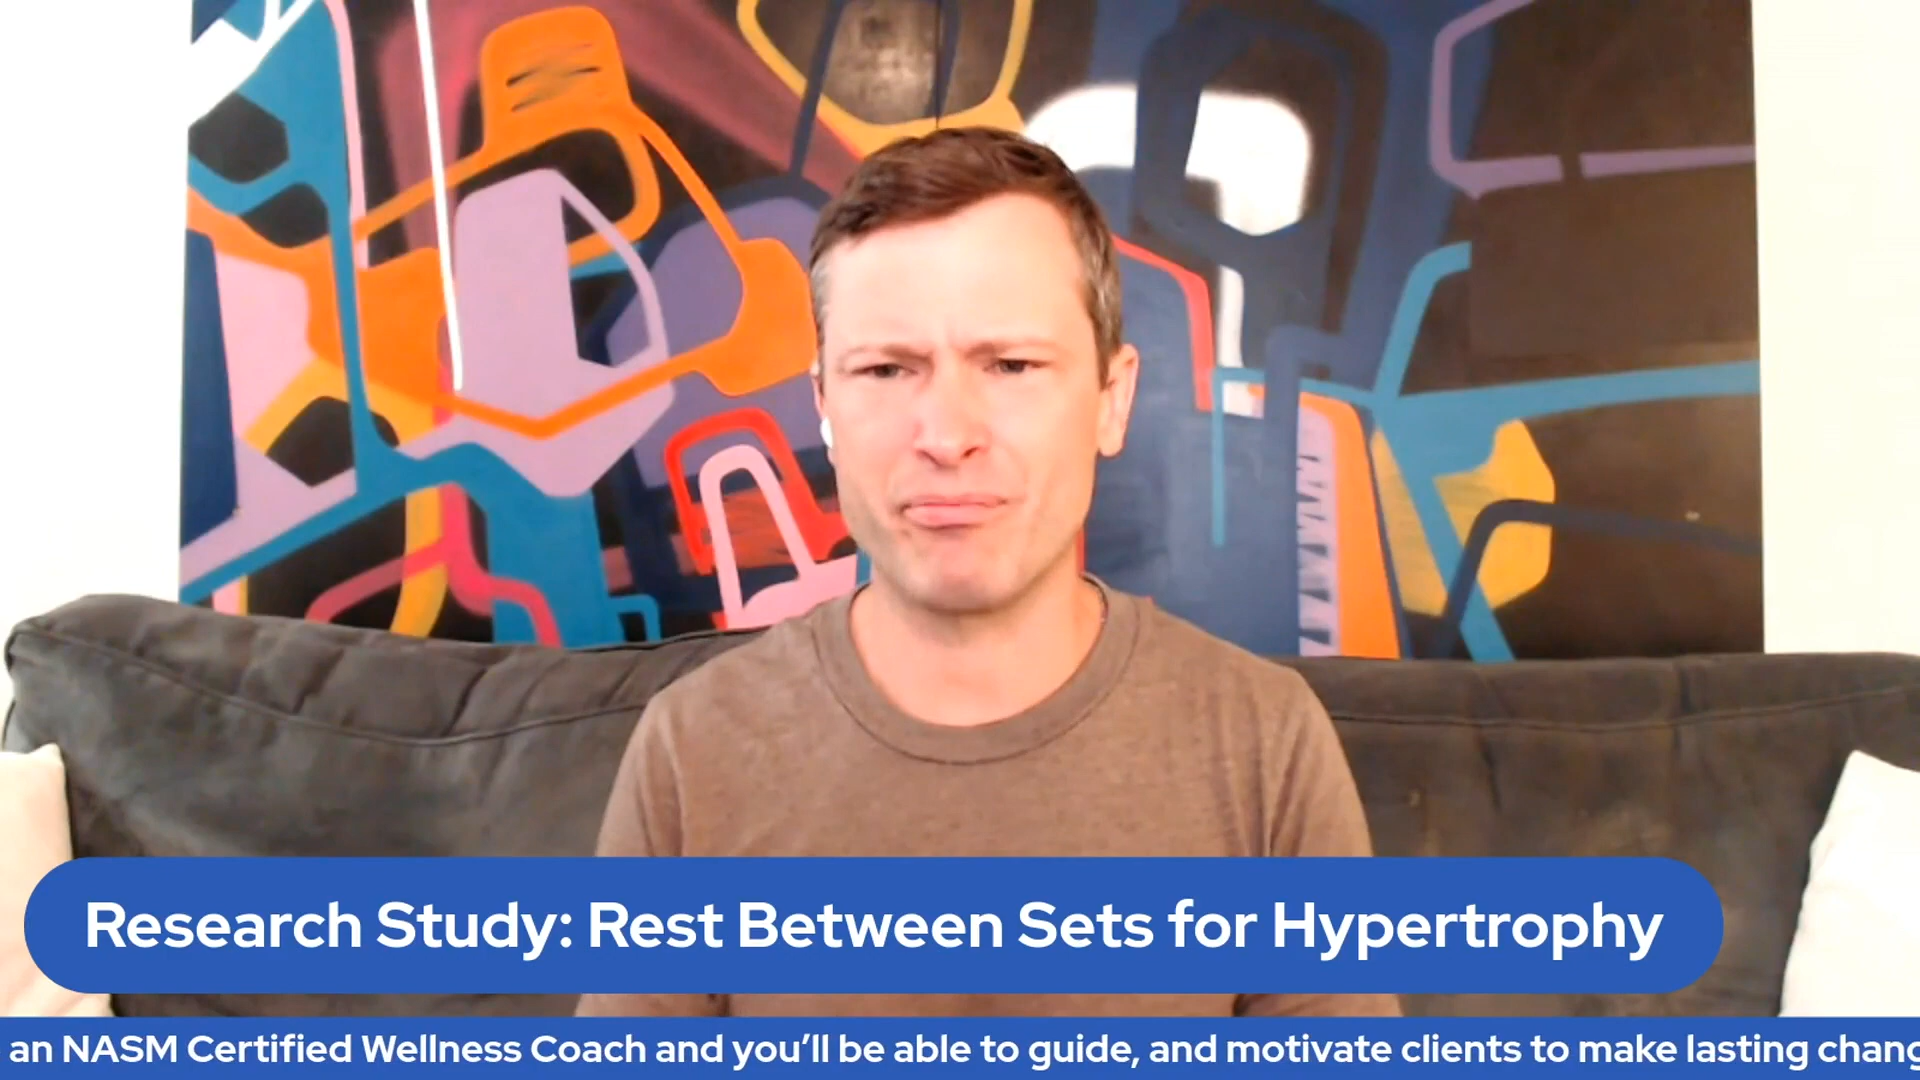 Research Study: Rest Between Sets for Hypertrophy
an NASM Certified Wellness Coach and you’ll be able to guide, and motivate clients to make lasting chang